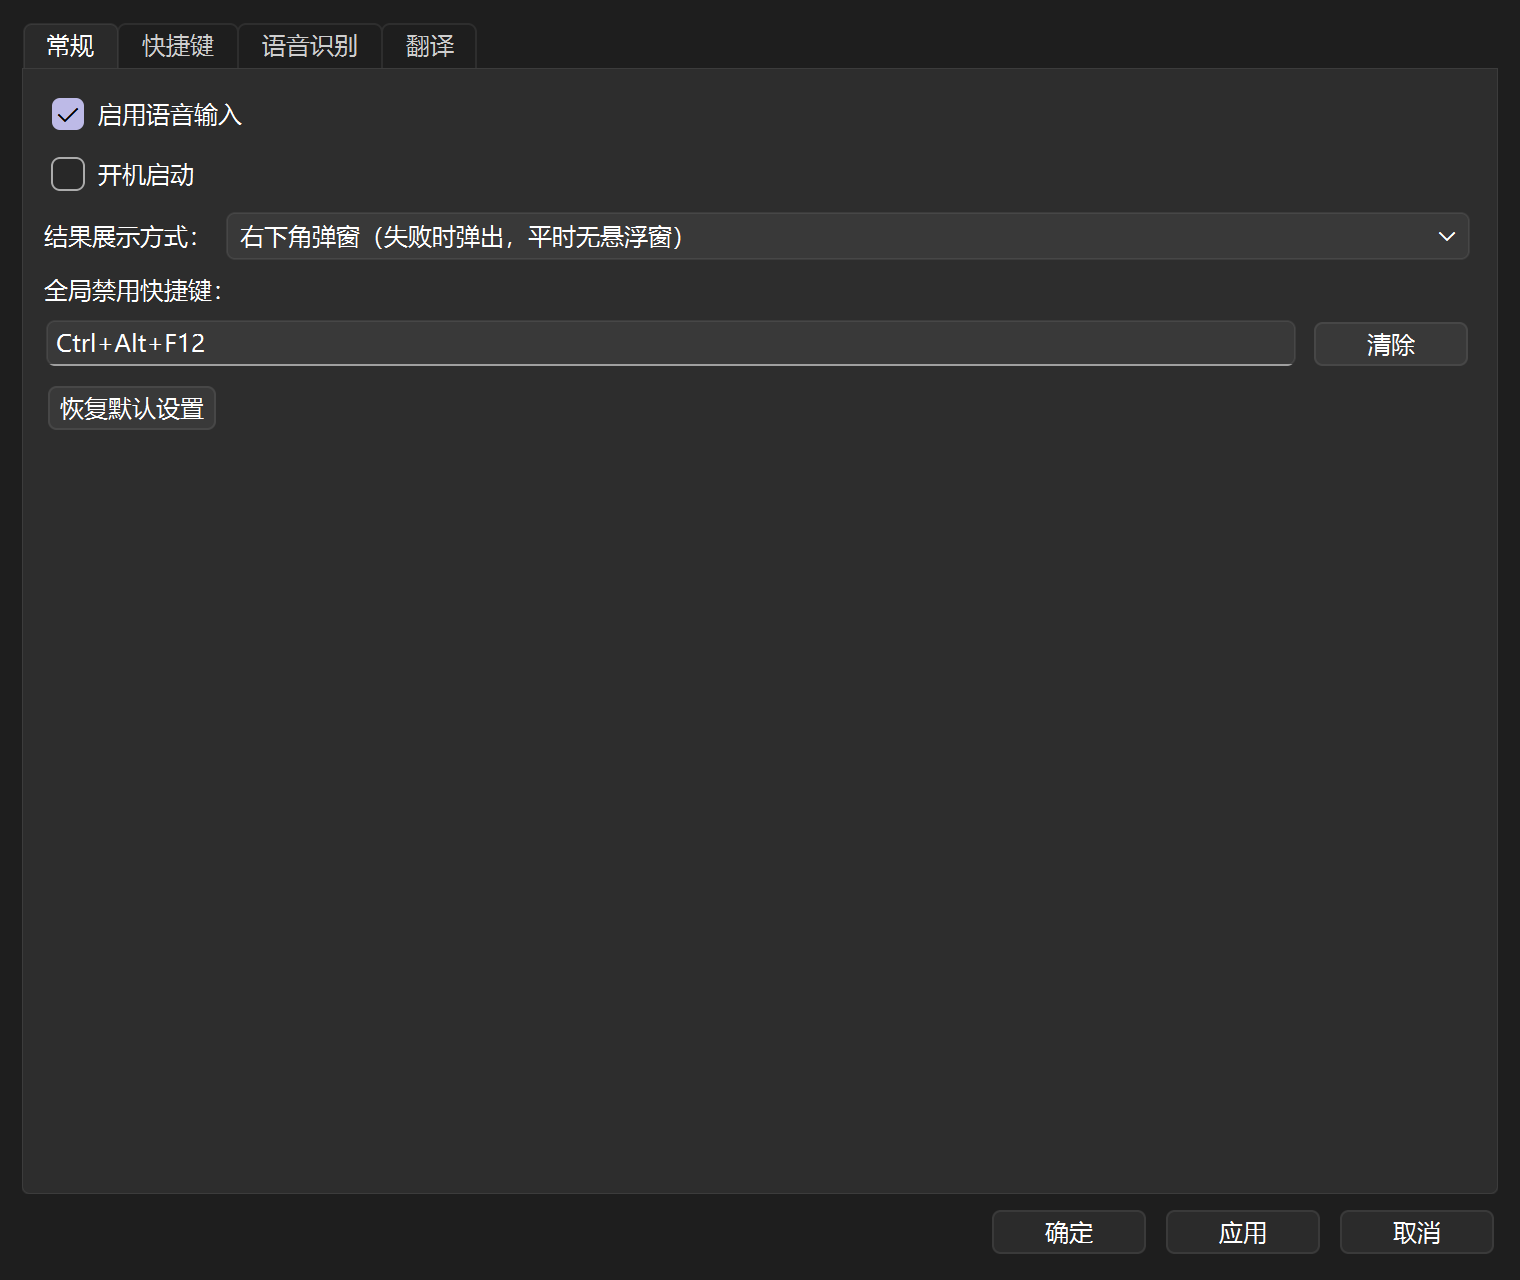 常规 快捷键 语音识别 翻译
启用语音输入
开机启动
结果展示方式： 右下角弹窗（失败时弹出，平时无悬浮窗）
全局禁用快捷键：
Ctrl+Alt+F12 清除
恢复默认设置
确定 应用 取消